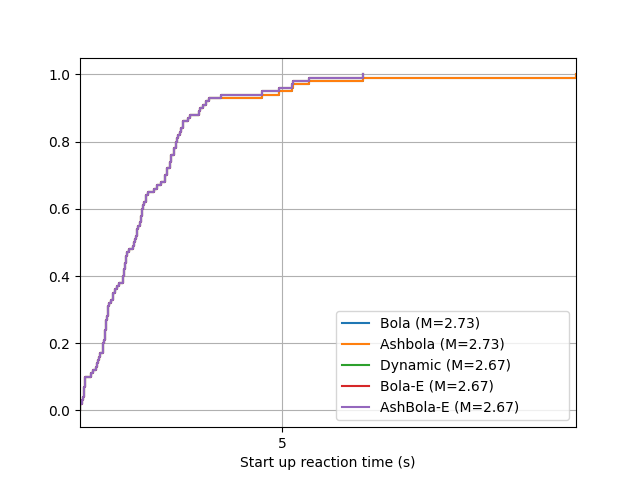 1.0
0.8
0.6
0.4
0.2
0.0
Bola (M=2.73)
Ashbola (M=2.73)
Dynamic (M=2.67)
Bola-E (M=2.67)
AshBola-E (M=2.67)
5
Start up reaction time (s)